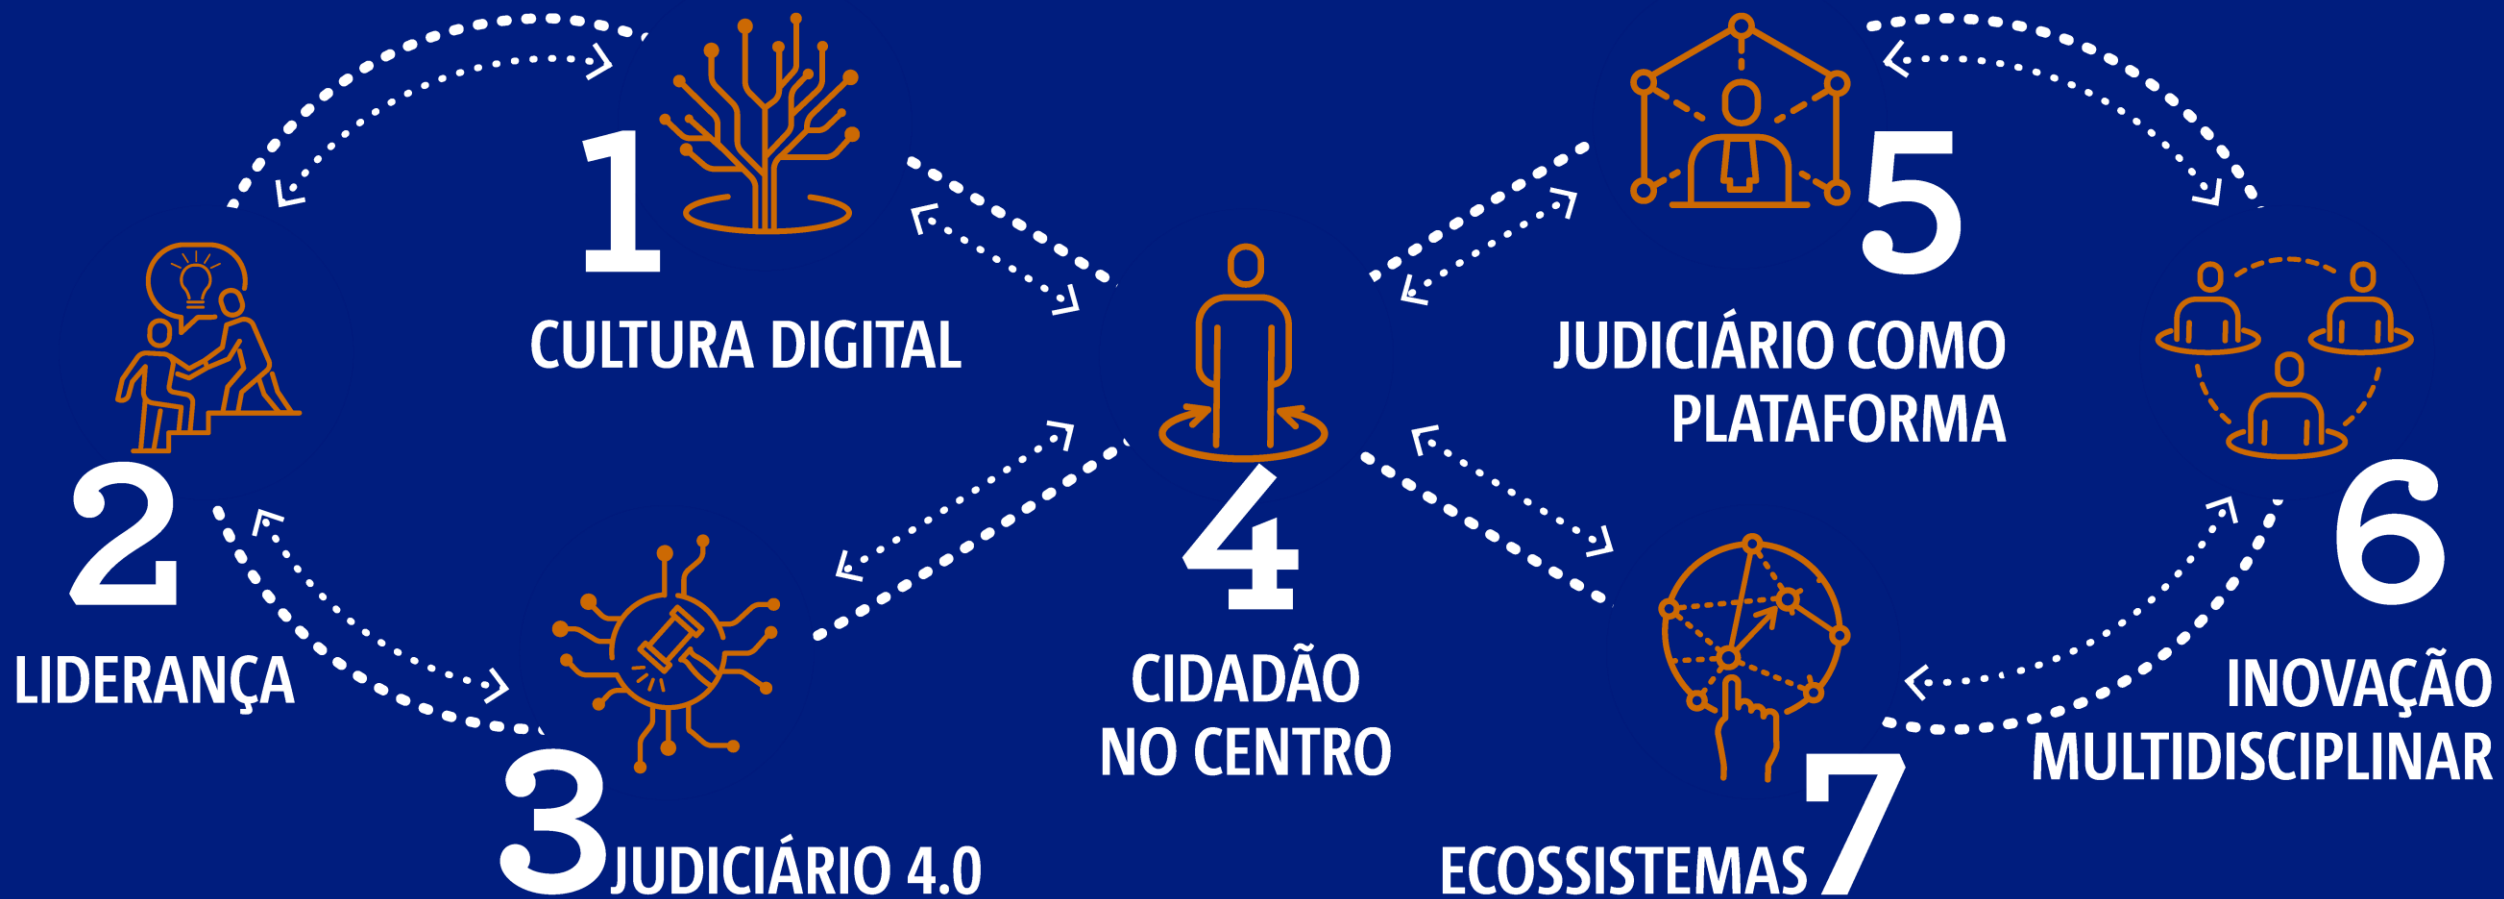 1
CULTURA DIGITAL
2
LIDERANÇA
3
JUDICIÁRIO 4.0
4
CIDADÃO
NO CENTRO
5
JUDICIÁRIO COMO
PLATAFORMA
6
INOVAÇÃO
MULTIDISCIPLINAR
7
ECOSSISTEMAS